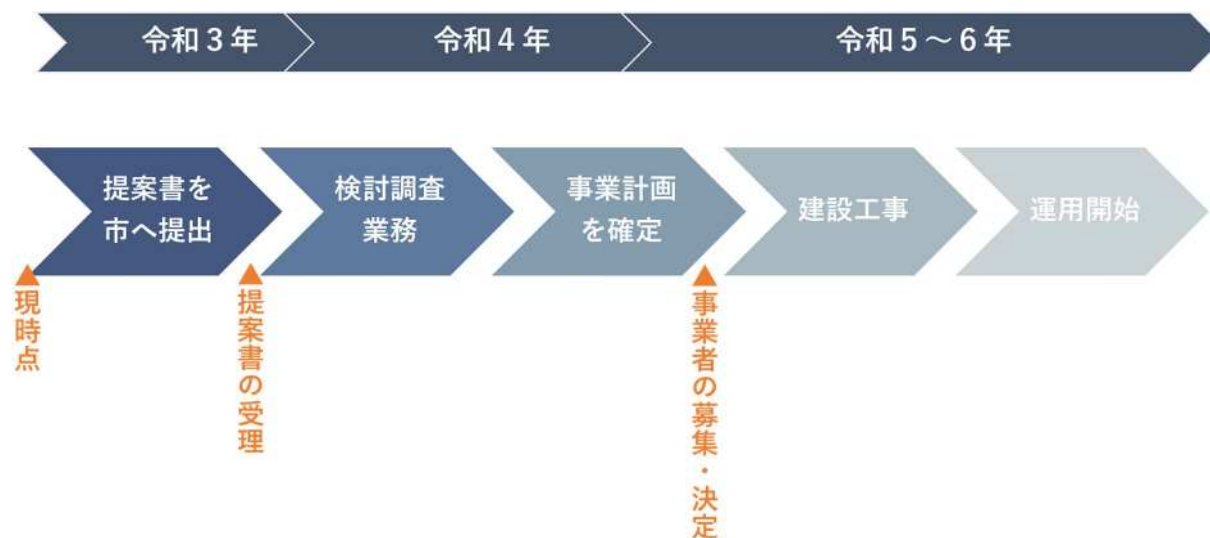 令和３年
令和４年
令和５～６年
提案書を
市へ提出
検討調査
業務
事業計画
を確定
建設工事
運用開始
▲現時点
▲提案書の受理
▲事業者の募集・決定